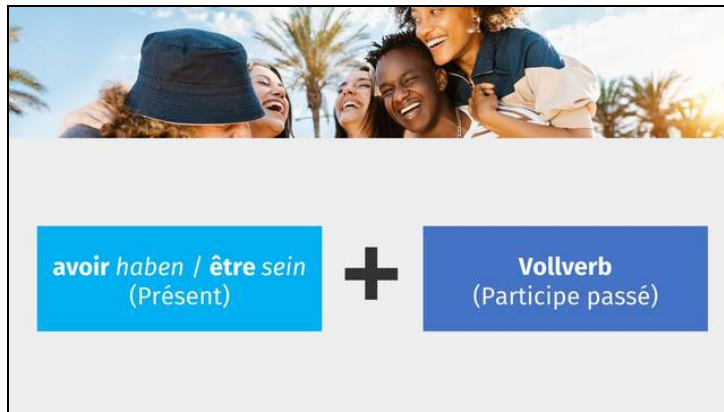 avoir haben / être sein
(Présent)
+
Vollverb
(Participe passé)